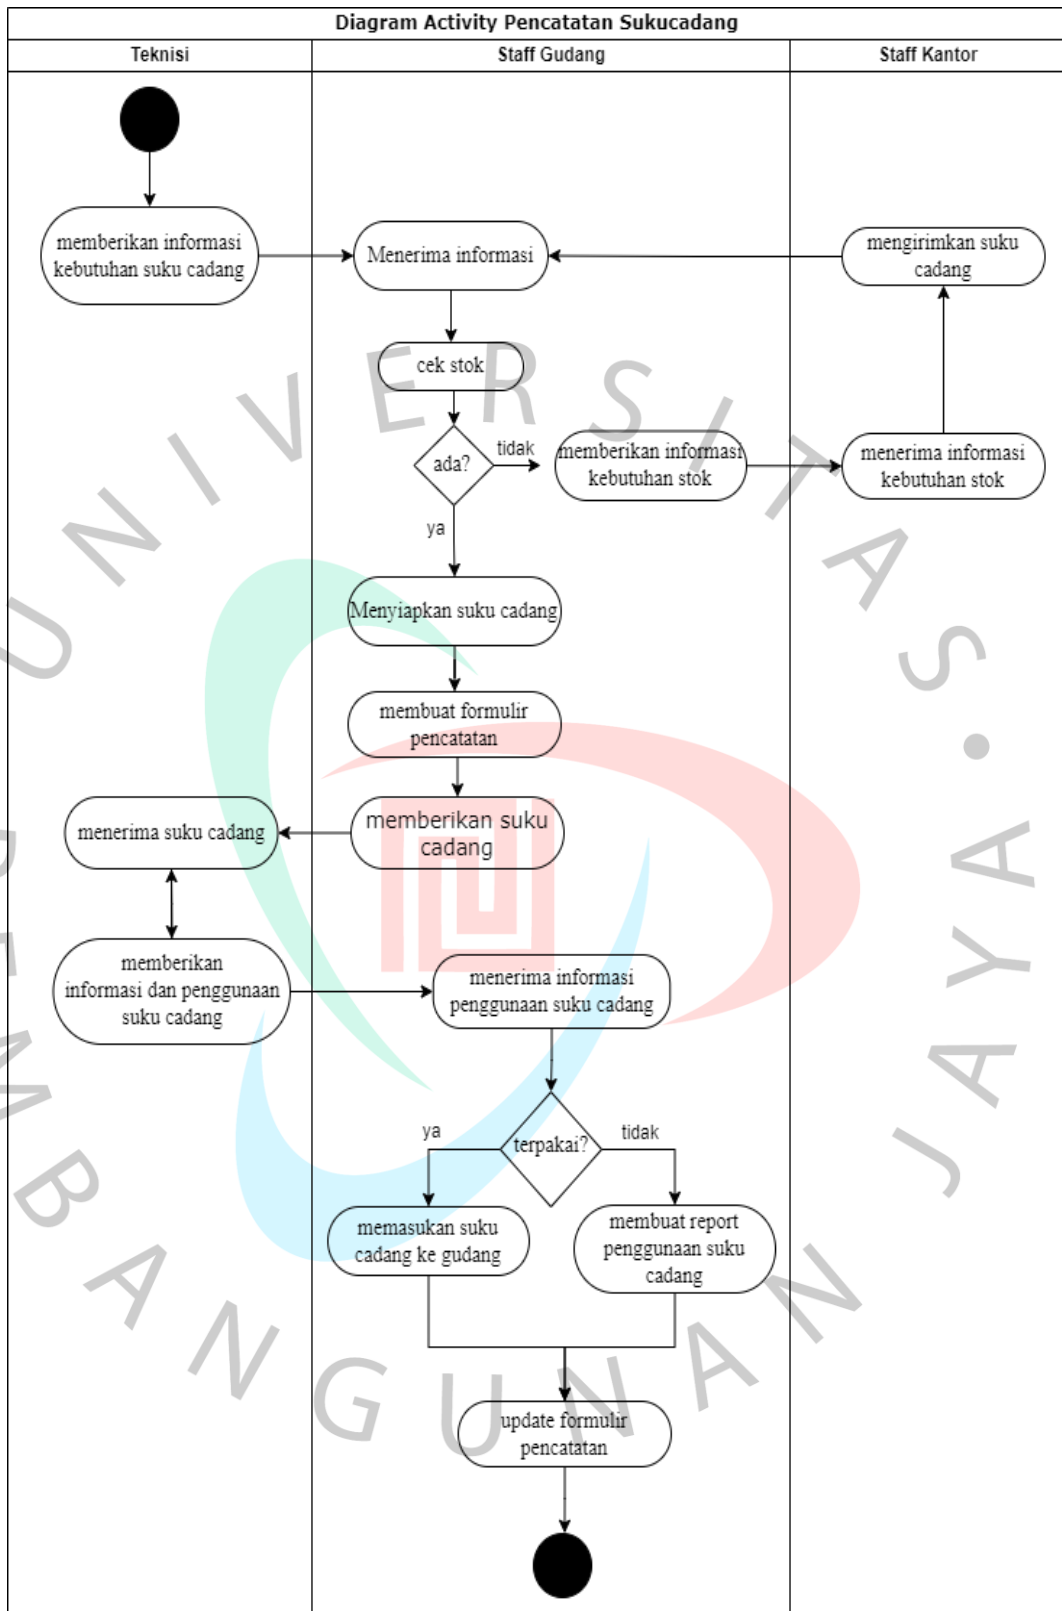 Diagram Activity Pencatatan Sukucadang
Teknisi
Staff Gudang
Staff Kantor
memberikan informasi
kebutuhan suku cadang
Menerima informasi
mengirimkan suku
cadang
cek stok
ada?
tidak
memberikan informasi
kebutuhan stok
menerima informasi
kebutuhan stok
ya
Menyiapkan suku cadang
membuat formulir
pencatatan
memberikan suku
cadang
menerima suku cadang
memberikan
informasi dan penggunaan
suku cadang
menerima informasi
penggunaan suku cadang
terpakai?
ya
tidak
memasukan suku
cadang ke gudang
membuat report
penggunaan suku
cadang
update formulir
pencatatan
UNIVERSITAS
PEMBANGUNAN JAYA